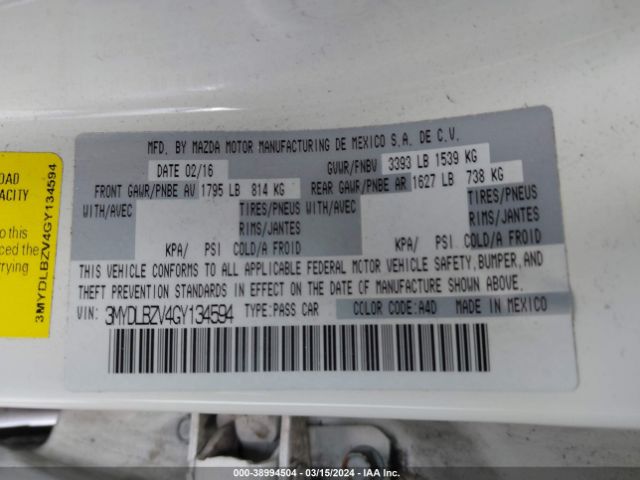 MFD. BY MAZDA MOTOR MANUFACTURING DE MEXICO S.A. DE C.V.
DATE 02/16 GVWR/PNBV 3393 LB 1539 KG
FRONT GAWR/PNBE AV 1795 LB 814 KG REAR GAWR/PNBE AR 1627 LB 738 KG
WITH/AVEC TIRES/PNEUS WITH/AVEC TIRES/PNEUS
RIMS/JANTES RIMS/JANTES
KPA/ PSI COLD/A FROID KPA/ PSI COLD/A FROID
THIS VEHICLE CONFORMS TO ALL APPLICABLE FEDERAL MOTOR VEHICLE SAFETY, BUMPER, AND
THEFT PREVENTION STANDARDS IN EFFECT ON THE DATE OF MANUFACTURE SHOWN ABOVE.
VIN: 3MYDLBZV4GY134594 TYPE: PASS CAR COLOR CODE: A4D MADE IN MEXICO
3MYDLBZV4GY134594
to this
ced the
rrying
000-38994504 - 03/15/2024 - IAA Inc.